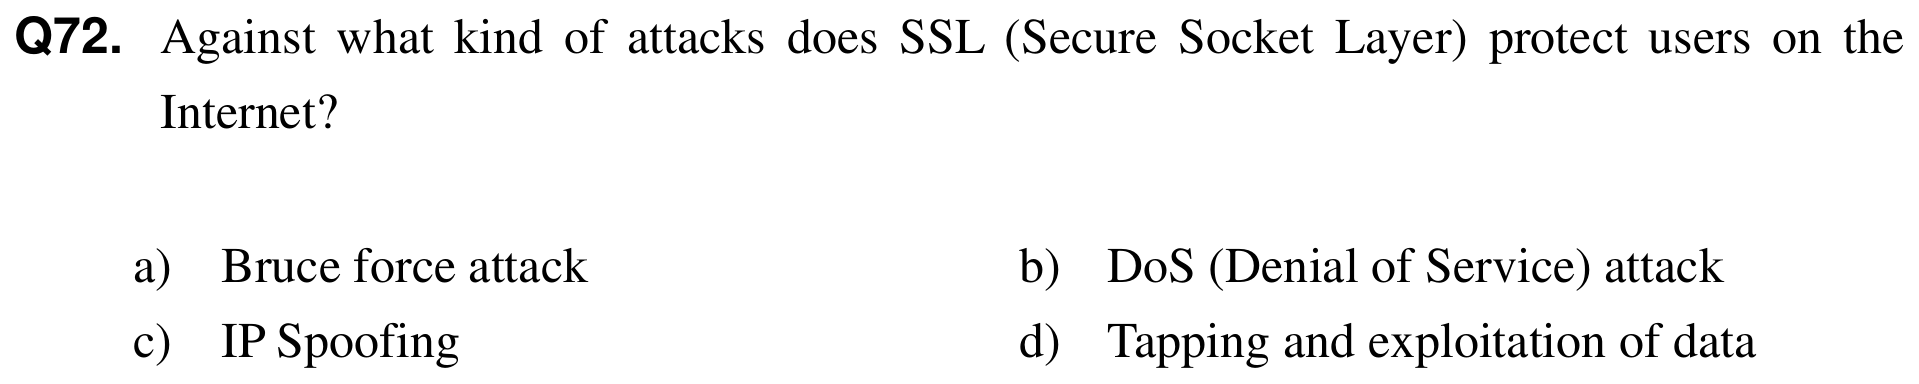 Q72. Against what kind of attacks does SSL (Secure Socket Layer) protect users on the
Internet?
a) Bruce force attack b) DoS (Denial of Service) attack
c) IP Spoofing d) Tapping and exploitation of data